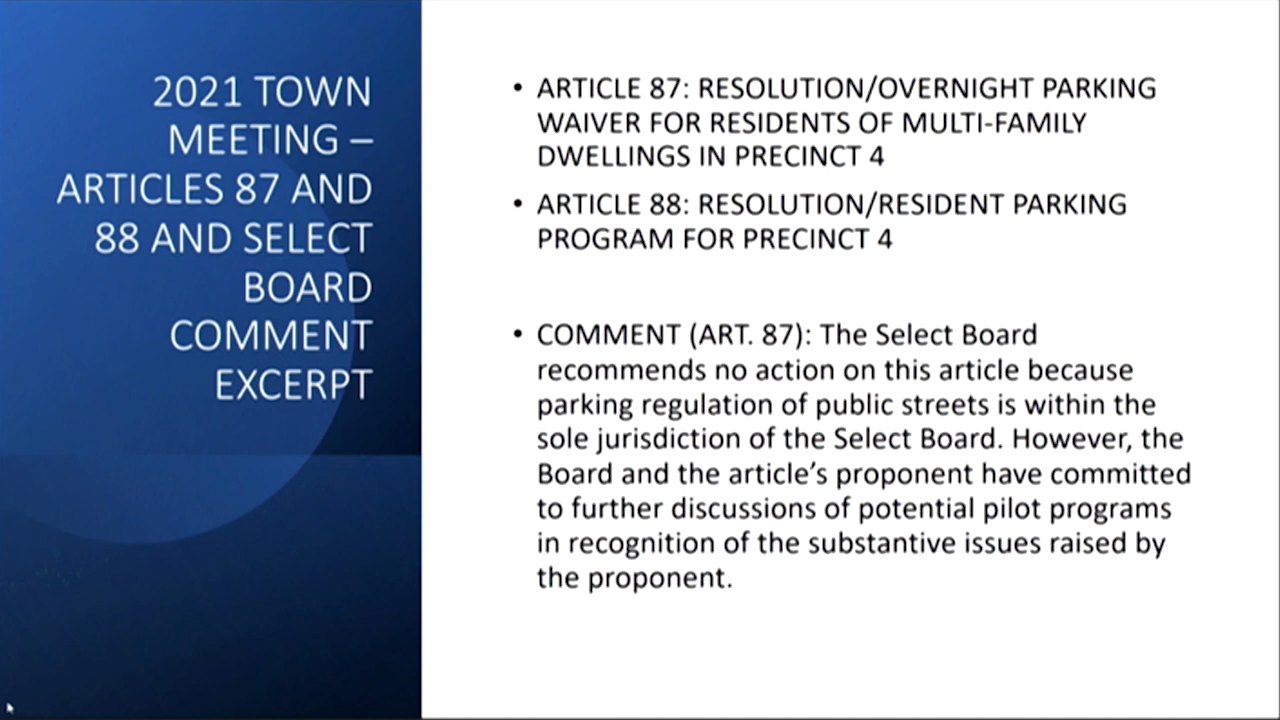 2021 TOWN
MEETING –
ARTICLES 87 AND
88 AND SELECT
BOARD
COMMENT
EXCERPT
• ARTICLE 87: RESOLUTION/OVERNIGHT PARKING
WAIVER FOR RESIDENTS OF MULTI-FAMILY
DWELLINGS IN PRECINCT 4
• ARTICLE 88: RESOLUTION/RESIDENT PARKING
PROGRAM FOR PRECINCT 4
• COMMENT (ART. 87): The Select Board
recommends no action on this article because
parking regulation of public streets is within the
sole jurisdiction of the Select Board. However, the
Board and the article’s proponent have committed
to further discussions of potential pilot programs
in recognition of the substantive issues raised by
the proponent.